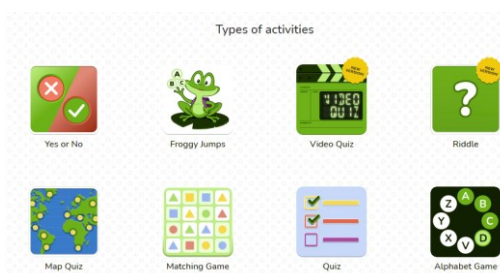 Types of activities
NEW VERSION
NEW VERSION
A
B C
VIDEO
QUIZ
?
Yes or No
Froggy Jumps
Video Quiz
Riddle
A
Z B
Y C
X D
V
Map Quiz
Matching Game
Quiz
Alphabet Game